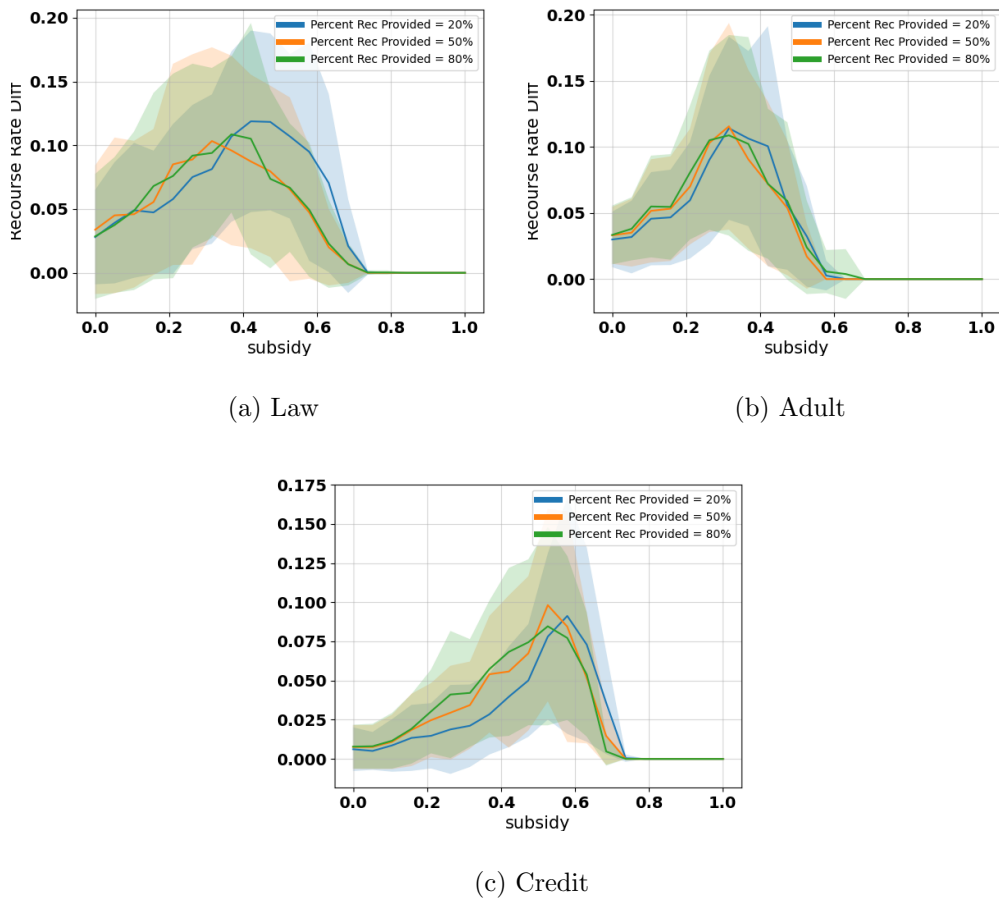 0.20
0.15
0.10
0.05
0.00
Recourse Rate Diff
Percent Rec Provided = 20%
Percent Rec Provided = 50%
Percent Rec Provided = 80%
0.0 0.2 0.4 0.6 0.8 1.0
subsidy
(a) Law
0.20
0.15
0.10
0.05
0.00
Recourse Rate Diff
Percent Rec Provided = 20%
Percent Rec Provided = 50%
Percent Rec Provided = 80%
0.0 0.2 0.4 0.6 0.8 1.0
subsidy
(b) Adult
0.175
0.150
0.125
0.100
0.075
0.050
0.025
0.000
Percent Rec Provided = 20%
Percent Rec Provided = 50%
Percent Rec Provided = 80%
0.0 0.2 0.4 0.6 0.8 1.0
subsidy
(c) Credit